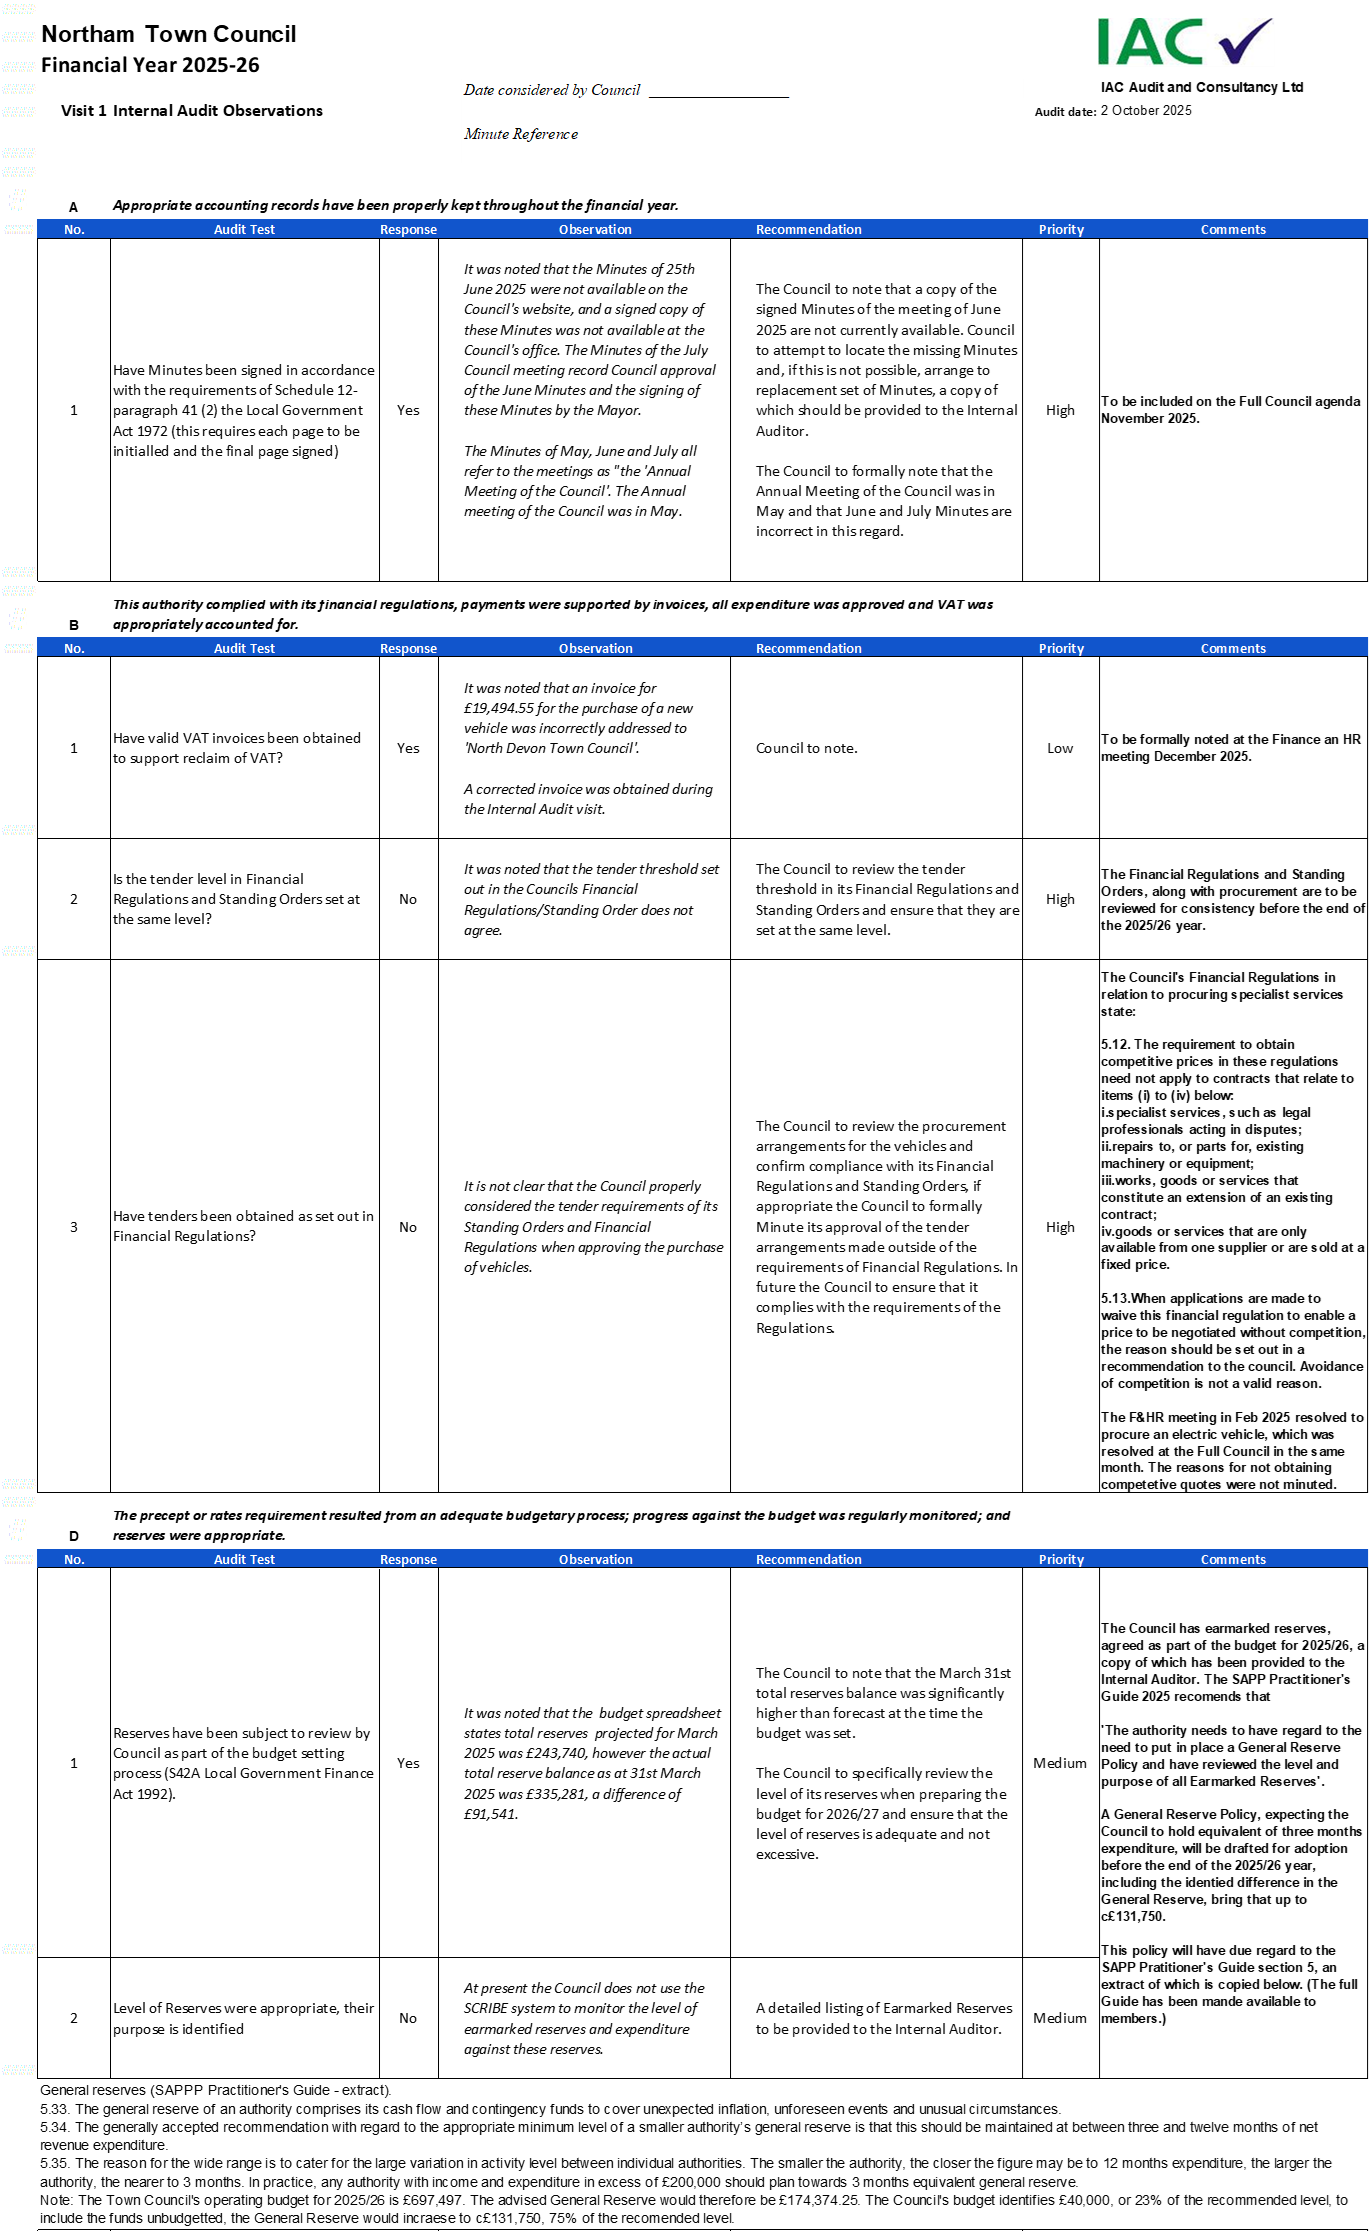 Northam Town Council
Financial Year 2025-26
IAC
IAC Audit and Consultancy Ltd
Date considered by Council
Visit 1 Internal Audit Observations
Audit date: 2 October 2025
Minute Reference
A Appropriate accounting records have been properly kept throughout the financial year.
No. Audit Test Response Observation Recommendation Priority Comments
1
Have Minutes been signed in accordance
with the requirements of Schedule 12-
paragraph 41 (2) the Local Government
Act 1972 (this requires each page to be
initialled and the final page signed)
Yes
It was noted that the Minutes of 25th
June 2025 were not available on the
Council's website, and a signed copy of
these Minutes was not available at the
Council's office. The Minutes of the July
Council meeting record Council approval
of the June Minutes and the signing of
these Minutes by the Mayor.
The Minutes of May, June and July all
refer to the meetings as "the 'Annual
Meeting of the Council'. The Annual
meeting of the Council was in May.
The Council to note that a copy of the
signed Minutes of the meeting of June
2025 are not currently available. Council
to attempt to locate the missing Minutes
and, if this is not possible, arrange to
replacement set of Minutes, a copy of
which should be provided to the Internal
Auditor.
The Council to formally note that the
Annual Meeting of the Council was in
May and that June and July Minutes are
incorrect in this regard.
High
To be included on the Full Council agenda
November 2025.
This authority complied with its financial regulations, payments were supported by invoices, all expenditure was approved and VAT was
B appropriately accounted for.
No. Audit Test Response Observation Recommendation Priority Comments
1
Have valid VAT invoices been obtained
to support reclaim of VAT?
Yes
It was noted that an invoice for
£19,494.55 for the purchase of a new
vehicle was incorrectly addressed to
'North Devon Town Council'.
A corrected invoice was obtained during
the Internal Audit visit.
Council to note.
Low
To be formally noted at the Finance an HR
meeting December 2025.
2
Is the tender level in Financial
Regulations and Standing Orders set at
the same level?
No
It was noted that the tender threshold set
out in the Councils Financial
Regulations/Standing Order does not
agree.
The Council to review the tender
threshold in its Financial Regulations and
Standing Orders and ensure that they are
set at the same level.
High
The Financial Regulations and Standing
Orders, along with procurement are to be
reviewed for consistency before the end of
the 2025/26 year.
3
Have tenders been obtained as set out in
Financial Regulations?
No
It is not clear that the Council properly
considered the tender requirements of its
Standing Orders and Financial
Regulations when approving the purchase
of vehicles.
The Council to review the procurement
arrangements for the vehicles and
confirm compliance with its Financial
Regulations and Standing Orders, if
appropriate the Council to formally
Minute its approval of the tender
arrangements made outside of the
requirements of Financial Regulations. In
future the Council to ensure that it
complies with the requirements of the
Regulations.
High
The Council's Financial Regulations in
relation to procuring specialist services
state:
5.12. The requirement to obtain
competitive prices in these regulations
need not apply to contracts that relate to
items (i) to (iv) below:
i.specialist services, such as legal
professionals acting in disputes;
ii.repairs to, or parts for, existing
machinery or equipment;
iii.works, goods or services that
constitute an extension of an existing
contract;
iv.goods or services that are only
available from one supplier or are sold at a
fixed price.
5.13.When applications are made to
waive this financial regulation to enable a
price to be negotiated without competition,
the reason should be set out in a
recommendation to the council. Avoidance
of competition is not a valid reason.
The F&HR meeting in Feb 2025 resolved to
procure an electric vehicle, which was
resolved at the Full Council in the same
month. The reasons for not obtaining
competetive quotes were not minuted.
The precept or rates requirement resulted from an adequate budgetary process; progress against the budget was regularly monitored; and
D reserves were appropriate.
No. Audit Test Response Observation Recommendation Priority Comments
1
Reserves have been subject to review by
Council as part of the budget setting
process (S42A Local Government Finance
Act 1992).
Yes
It was noted that the budget spreadsheet
states total reserves projected for March
2025 was £243,740, however the actual
total reserve balance as at 31st March
2025 was £335,281, a difference of
£91,541.
The Council to note that the March 31st
total reserves balance was significantly
higher than forecast at the time the
budget was set.
The Council to specifically review the
level of its reserves when preparing the
budget for 2026/27 and ensure that the
level of reserves is adequate and not
excessive.
Medium
The Council has earmarked reserves,
agreed as part of the budget for 2025/26, a
copy of which has been provided to the
Internal Auditor. The SAPP Practitioner's
Guide 2025 recomends that
'The authority needs to have regard to the
need to put in place a General Reserve
Policy and have reviewed the level and
purpose of all Earmarked Reserves'.
A General Reserve Policy, expecting the
Council to hold equivalent of three months
expenditure, will be drafted for adoption
before the end of the 2025/26 year,
including the identied difference in the
General Reserve, bring that up to
c£131,750.
This policy will have due regard to the
SAPP Pratitioner's Guide section 5, an
extract of which is copied below. (The full
Guide has been mande available to
members.)
2
Level of Reserves were appropriate, their
purpose is identified
No
At present the Council does not use the
SCRIBE system to monitor the level of
earmarked reserves and expenditure
against these reserves.
A detailed listing of Earmarked Reserves
to be provided to the Internal Auditor.
Medium
General reserves (SAPPP Practitioner's Guide - extract).
5.33. The general reserve of an authority comprises its cash flow and contingency funds to cover unexpected inflation, unforeseen events and unusual circumstances.
5.34. The generally accepted recommendation with regard to the appropriate minimum level of a smaller authority's general reserve is that this should be maintained at between three and twelve months of net
revenue expenditure.
5.35. The reason for the wide range is to cater for the large variation in activity level between individual authorities. The smaller the authority, the closer the figure may be to 12 months expenditure, the larger the
authority, the nearer to 3 months. In practice, any authority with income and expenditure in excess of £200,000 should plan towards 3 months equivalent general reserve.
Note: The Town Council's operating budget for 2025/26 is £697,497. The advised General Reserve would therefore be £174,374.25. The Council's budget identifies £40,000, or 23% of the recommended level, to
include the funds unbudgetted, the General Reserve would incraese to c£131,750, 75% of the recomended level.